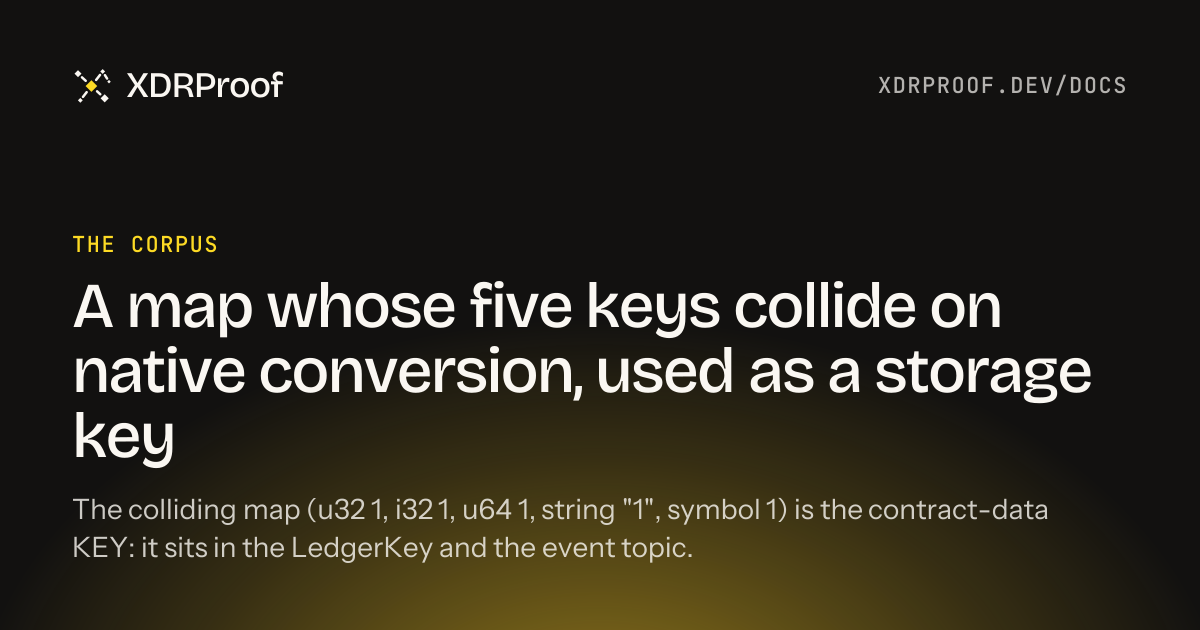 XDRProof
XDRPROOF.DEV/DOCS
THE CORPUS
A map whose five keys collide on
native conversion, used as a storage
key
The colliding map (u32 1, i32 1, u64 1, string "1", symbol 1) is the contract-data
KEY: it sits in the LedgerKey and the event topic.